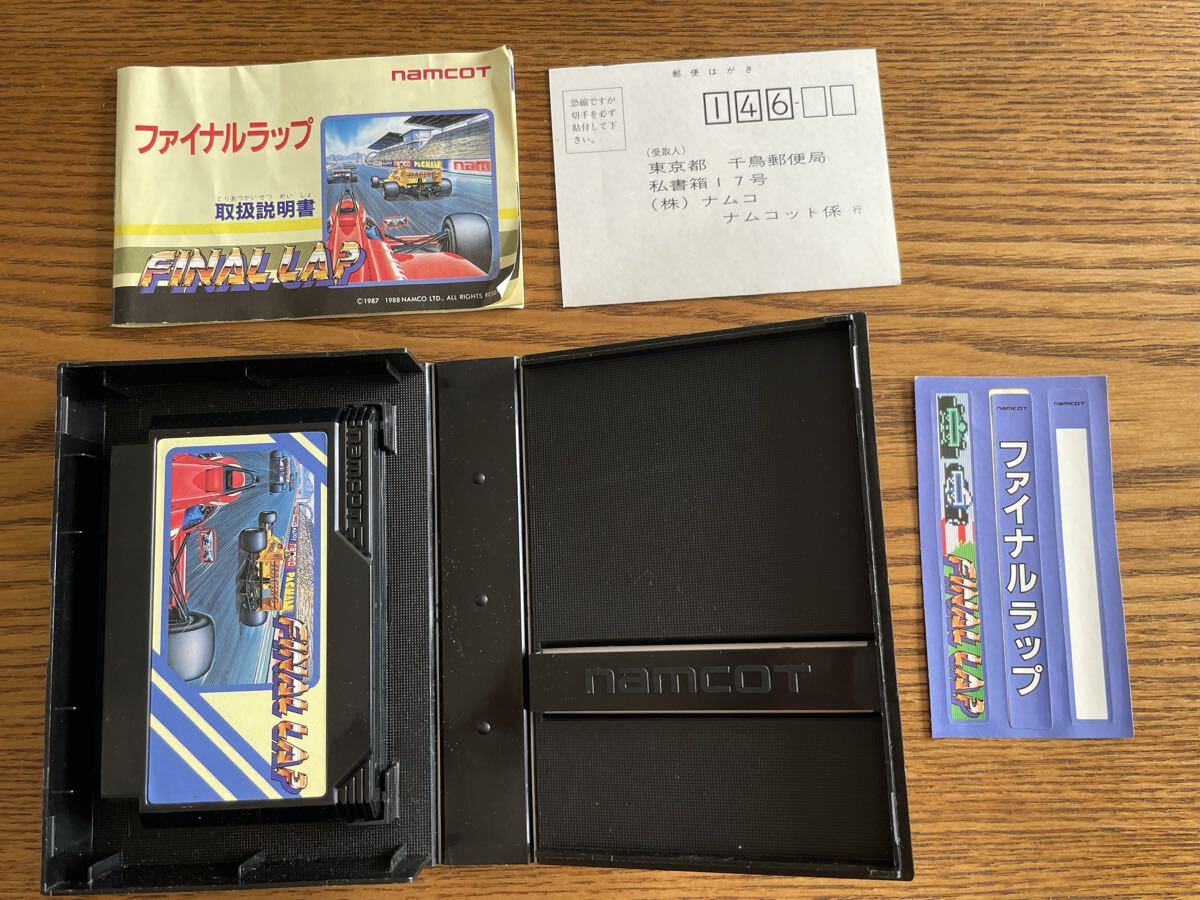 namcot
ファイナルラップ
とりあつかいせつ めい しょ
取扱説明書
FINAL LAP
©1987 1988 NAMCO LTD., ALL RIGHTS RES
郵便はがき
恐縮ですが
切手を必ず
貼付して下
さい。
146-
(受取人)
東京都 千鳥郵便局
私書箱17号
(株)ナムコ
ナムコット係 行
namcot
FINAL LAP
namcot
FINAL LAP
namcot
ファイナルラップ
namcot